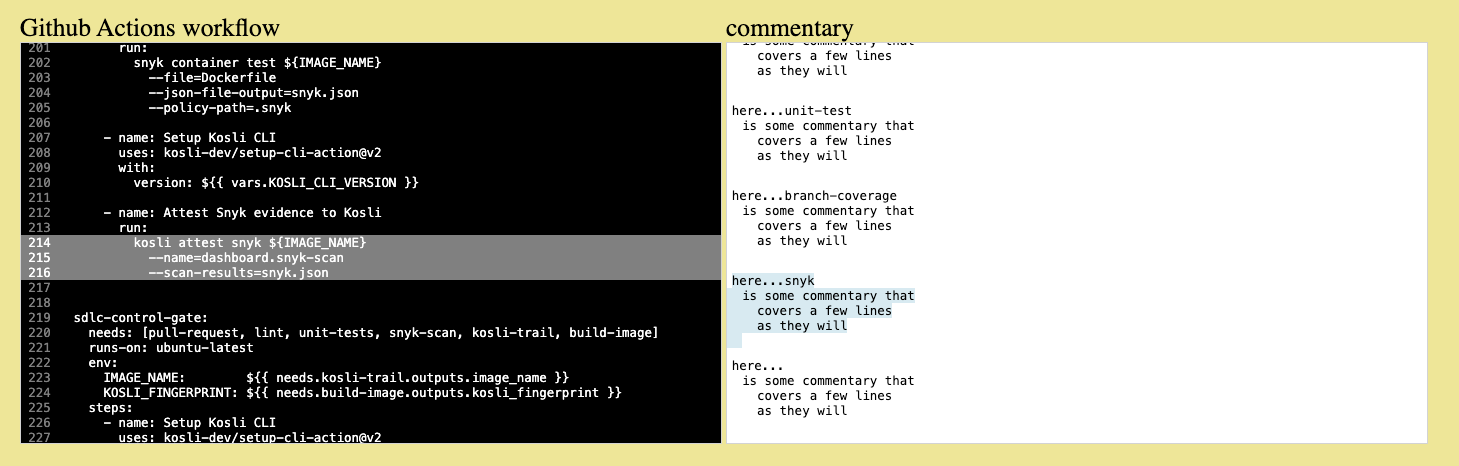 Github Actions workflow
201         run:
202           snyk container test ${IMAGE_NAME}
203             --file=Dockerfile
204             --json-file-output=snyk.json
205             --policy-path=.snyk
206
207       - name: Setup Kosli CLI
208         uses: kosli-dev/setup-cli-action@v2
209         with:
210           version: ${{ vars.KOSLI_CLI_VERSION }}
211
212       - name: Attest Snyk evidence to Kosli
213         run:
214           kosli attest snyk ${IMAGE_NAME}
215             --name=dashboard.snyk-scan
216             --scan-results=snyk.json
217
218
219   sdlc-control-gate:
220     needs: [pull-request, lint, unit-tests, snyk-scan, kosli-trail, build-image]
221     runs-on: ubuntu-latest
222     env:
223       IMAGE_NAME:        ${{ needs.kosli-trail.outputs.image_name }}
224       KOSLI_FINGERPRINT: ${{ needs.build-image.outputs.kosli_fingerprint }}
225     steps:
226       - name: Setup Kosli CLI
227         uses: kosli-dev/setup-cli-action@v2
commentary
is some commentary that
covers a few lines
as they will
here...unit-test
is some commentary that
covers a few lines
as they will
here...branch-coverage
is some commentary that
covers a few lines
as they will
here...snyk
is some commentary that
covers a few lines
as they will
here...
is some commentary that
covers a few lines
as they will